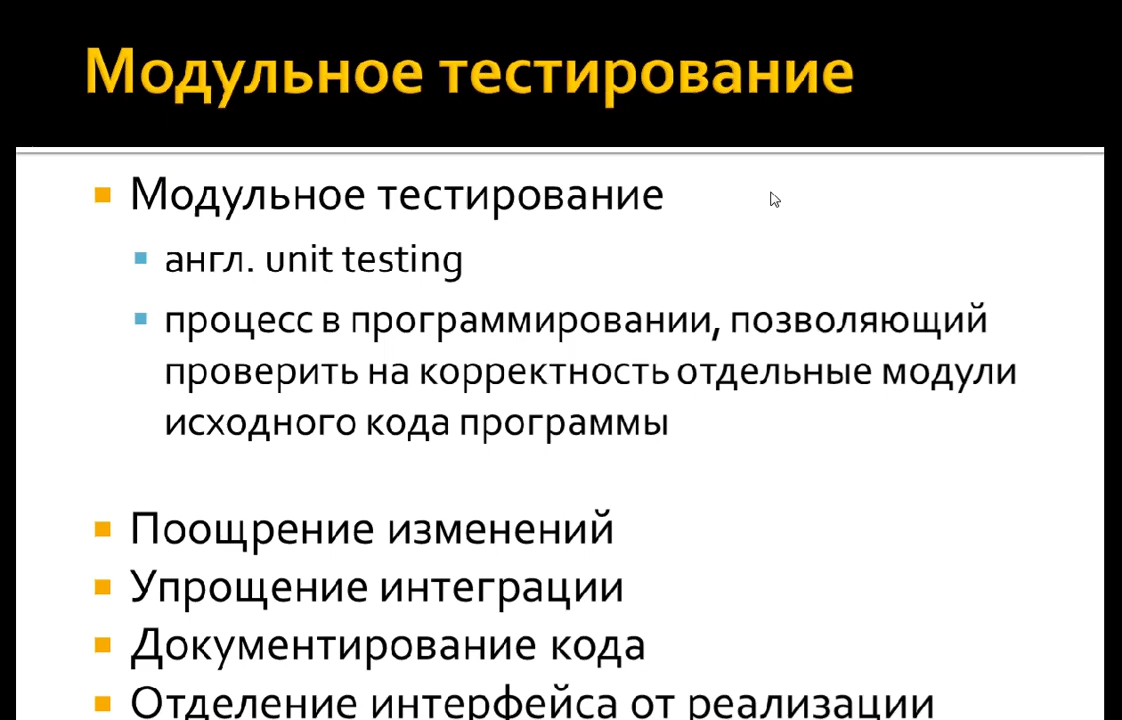 Модульное тестирование
Модульное тестирование
англ. unit testing
процесс в программировании, позволяющий
проверить на корректность отдельные модули
исходного кода программы
Поощрение изменений
Упрощение интеграции
Документирование кода
Отделение интерфейса от реализации